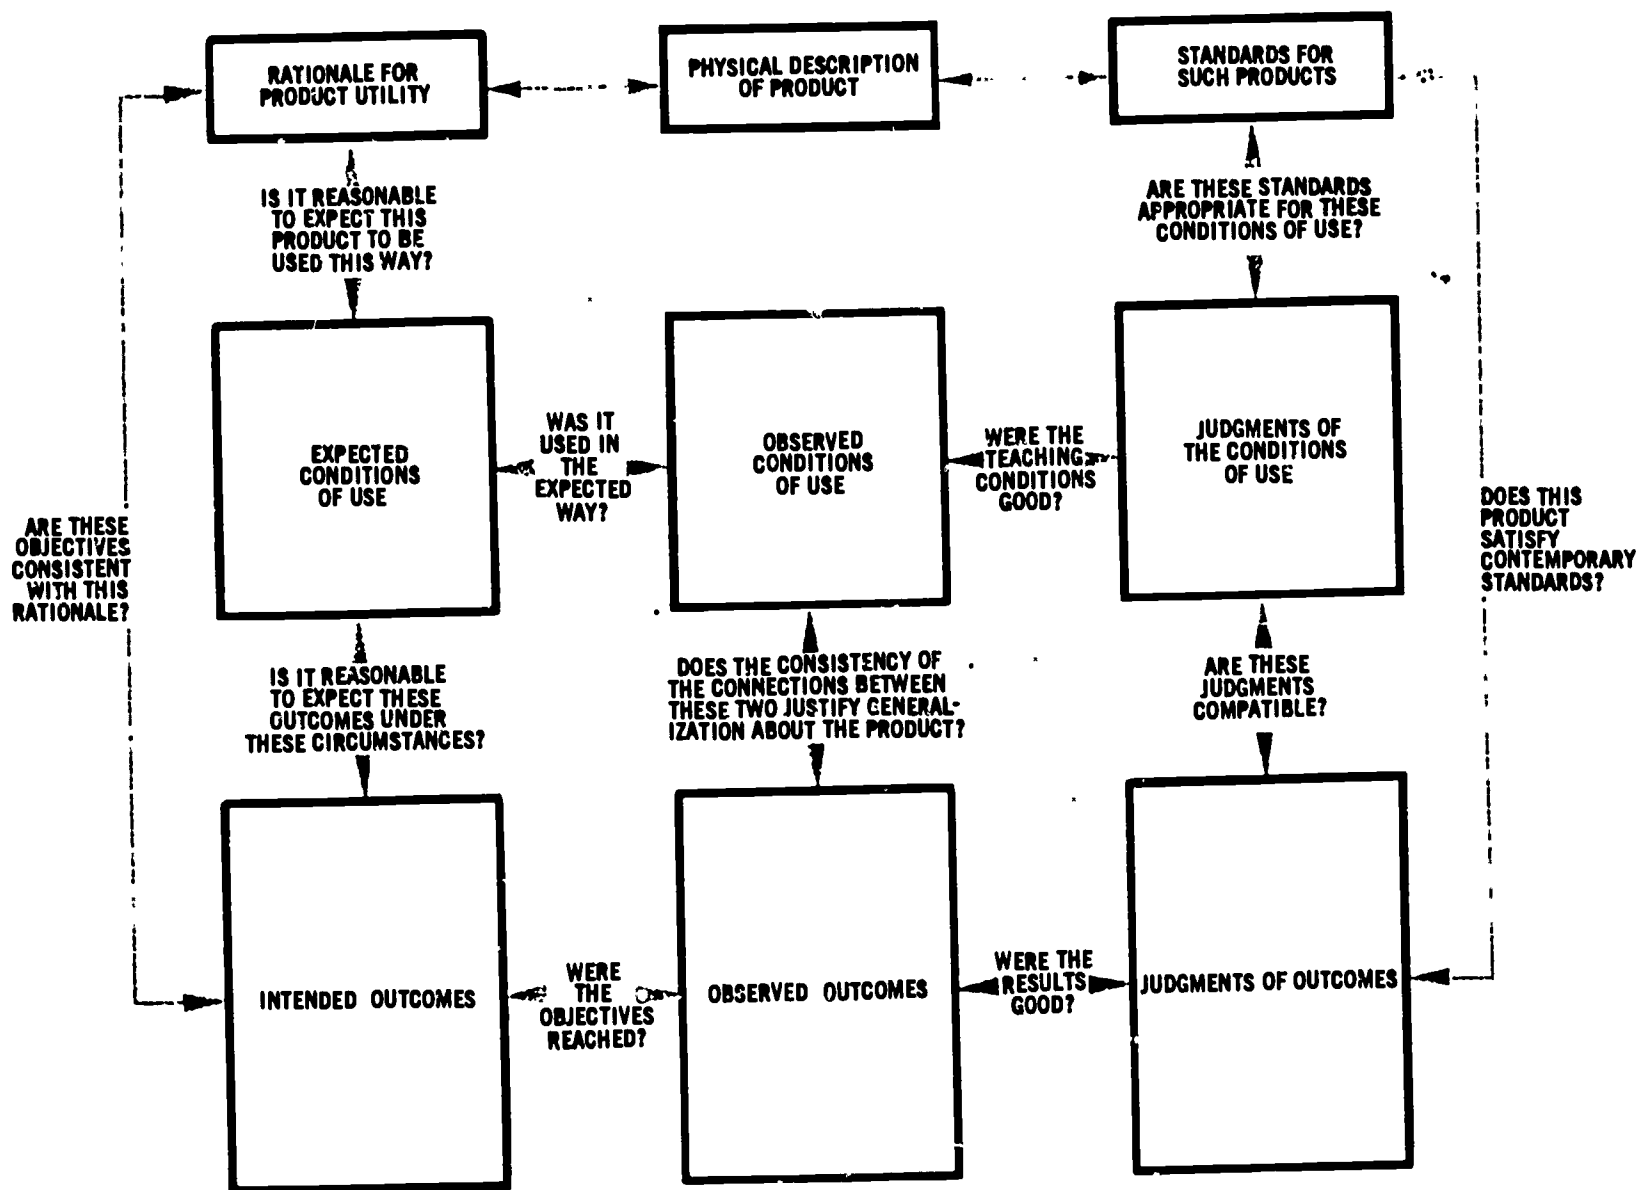 RATIONALE FOR
PRODUCT UTILITY
PHYSICAL DESCRIPTION
OF PRODUCT
STANDARDS FOR
SUCH PRODUCTS
IS IT REASONABLE
TO EXPECT THIS
PRODUCT TO BE
USED THIS WAY?
ARE THESE STANDARDS
APPROPRIATE FOR THESE
CONDITIONS OF USE?
EXPECTED
CONDITIONS
OF USE
WAS IT
USED IN
THE
EXPECTED
WAY?
OBSERVED
CONDITIONS
OF USE
WERE THE
TEACHING
CONDITIONS
GOOD?
JUDGMENTS OF
THE CONDITIONS
OF USE
ARE THESE
OBJECTIVES
CONSISTENT
WITH THIS
RATIONALE?
DOES THIS
PRODUCT
SATISFY
CONTEMPORARY
STANDARDS?
IS IT REASONABLE
TO EXPECT THESE
OUTCOMES UNDER
THESE CIRCUMSTANCES?
DOES THE CONSISTENCY OF
THE CONNECTIONS BETWEEN
THESE TWO JUSTIFY GENERAL-
IZATION ABOUT THE PRODUCT?
ARE THESE
JUDGMENTS
COMPATIBLE?
INTENDED OUTCOMES
WERE
THE
OBJECTIVES
REACHED?
OBSERVED OUTCOMES
WERE THE
RESULTS
GOOD?
JUDGMENTS OF OUTCOMES